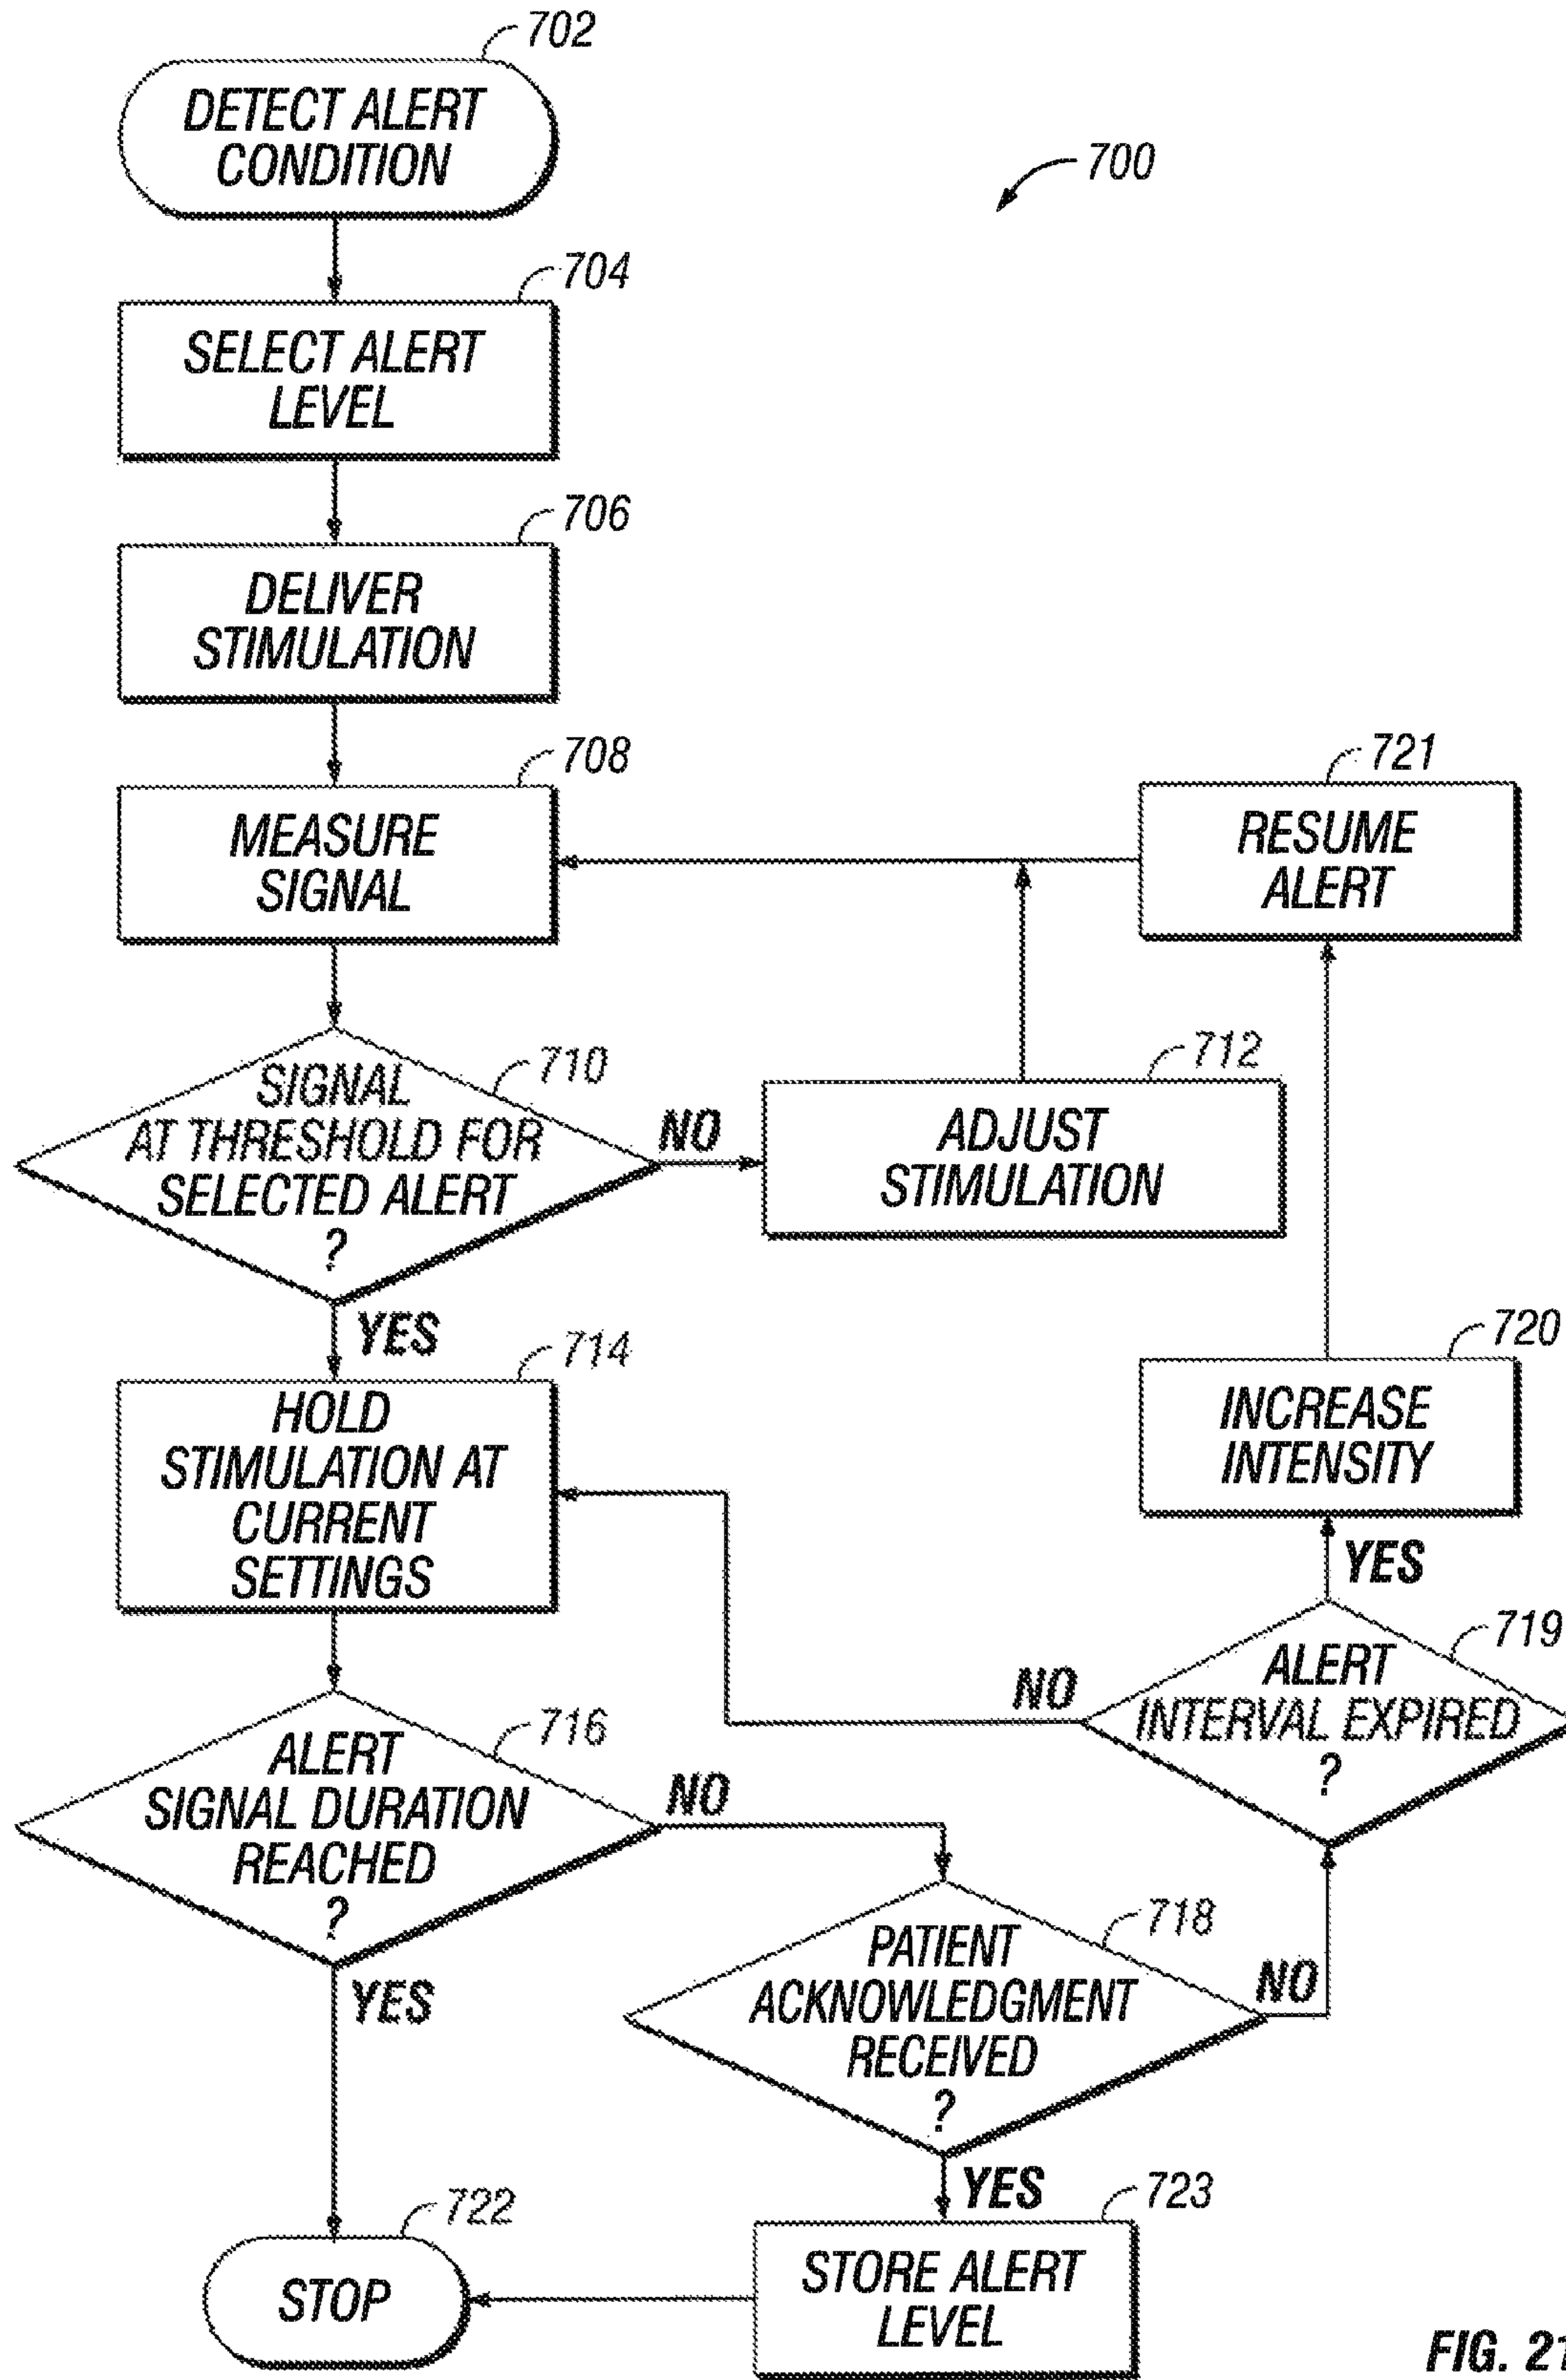 702
DETECT ALERT
CONDITION
700
704
SELECT ALERT
LEVEL
706
DELIVER
STIMULATION
708
MEASURE
SIGNAL
721
RESUME
ALERT
710
SIGNAL
AT THRESHOLD FOR
SELECTED ALERT
?
NO
712
ADJUST
STIMULATION
YES
714
HOLD
STIMULATION AT
CURRENT
SETTINGS
720
INCREASE
INTENSITY
YES
719
ALERT
INTERVAL EXPIRED
?
NO
716
ALERT
SIGNAL DURATION
REACHED
?
NO
718
PATIENT
ACKNOWLEDGMENT
RECEIVED
?
NO
YES
YES
723
STORE ALERT
LEVEL
722
STOP
FIG. 21